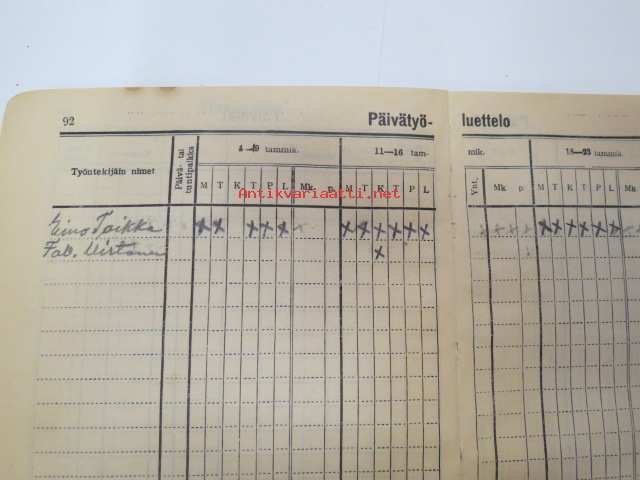 92 Päivätyö- luettelo
Työntekijäin nimet Päivä- tai tuntipalkka 4—9 tammik. 11—16 tam- mik. 18—23 tammik.
M T K T P L Mk. p. M T K T P L Vrt. Mk p M T K T P L
Eino Taikka x x x x x x x x x x x x x x x x x x
Fab. x
Antikvariaatti.net